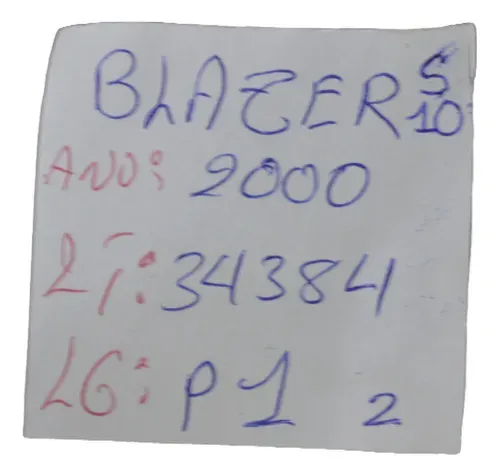 BLAZER S10
ANO: 2000
LT: 34384
LG: P1 2